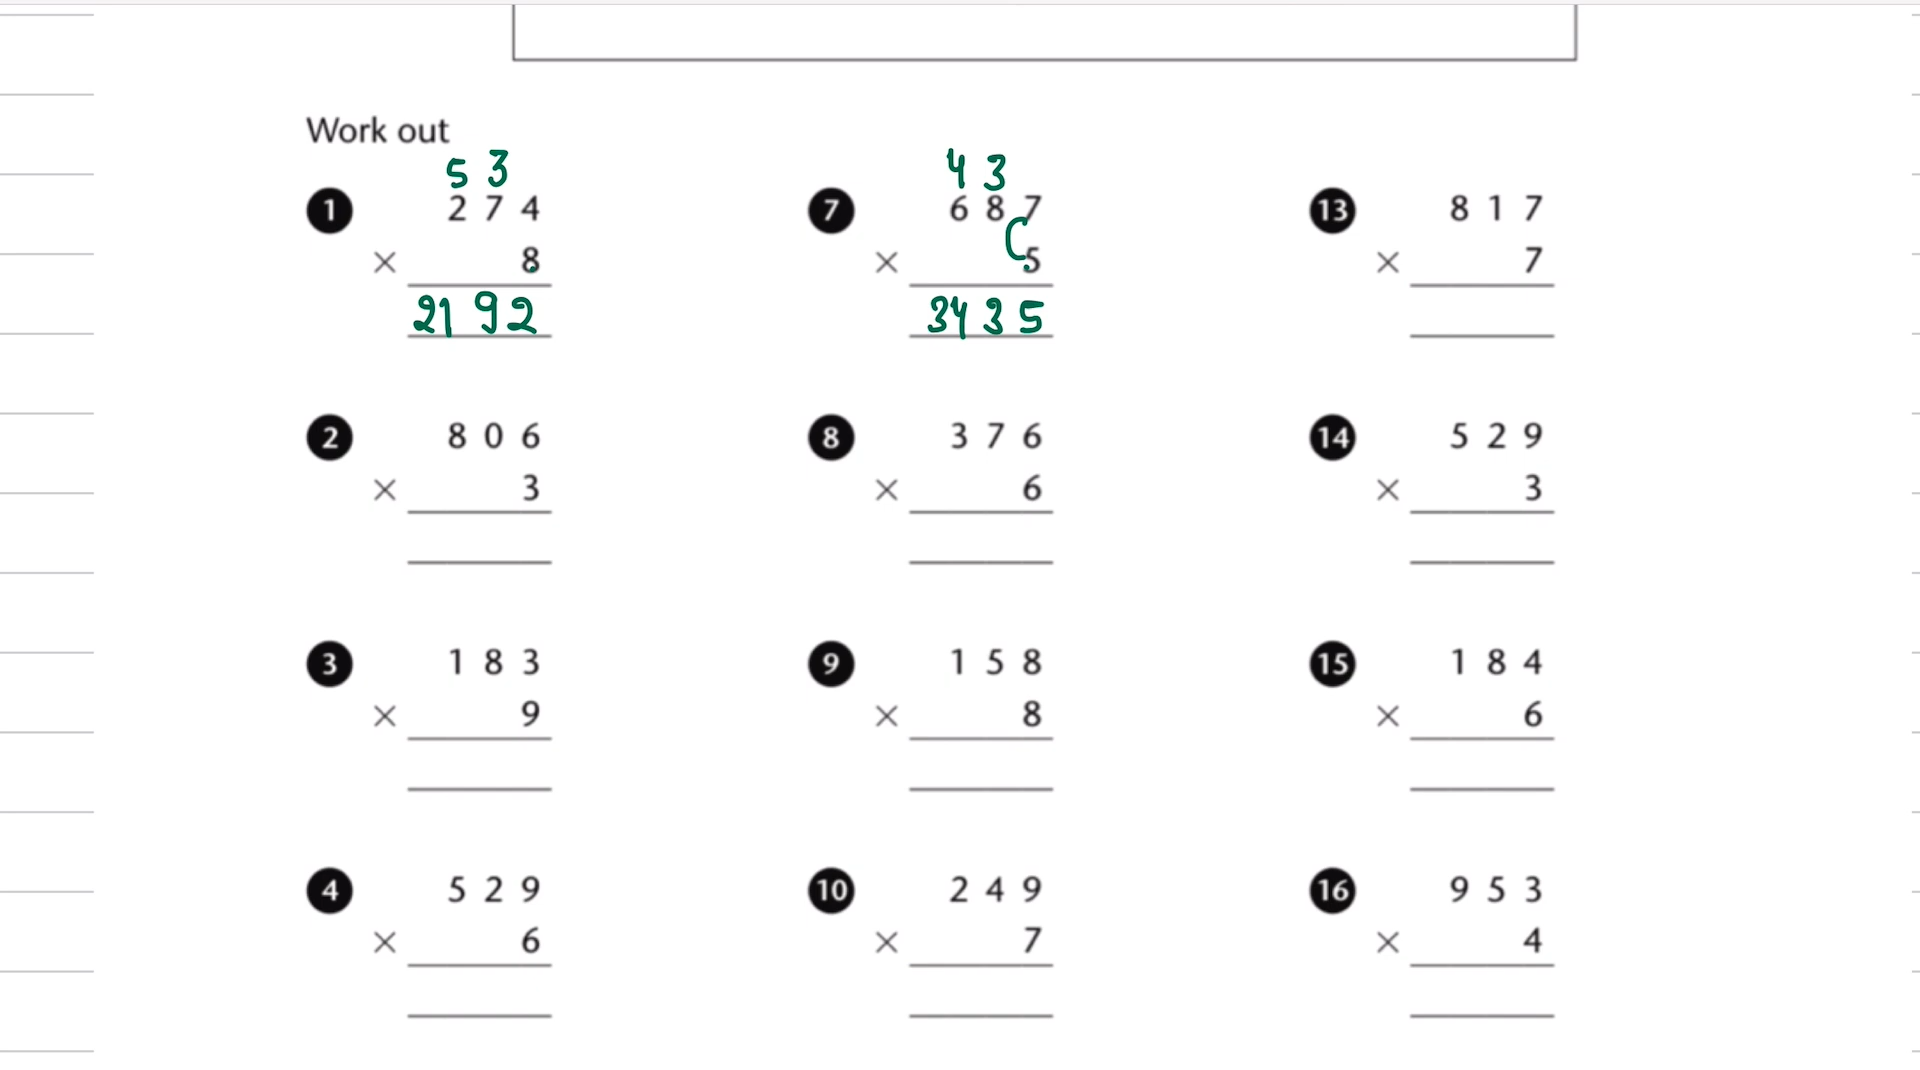 Work out
5 3 4 3
1 2 7 4 7 6 8 7 13 8 1 7
× 8 × 5 × 7
2192 3435
2 8 0 6 8 3 7 6 14 5 2 9
× 3 × 6 × 3
3 1 8 3 9 1 5 8 15 1 8 4
× 9 × 8 × 6
4 5 2 9 10 2 4 9 16 9 5 3
× 6 × 7 × 4